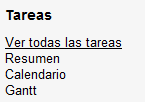 Tareas
Ver todas las tareas
Resumen
Calendario
Gantt